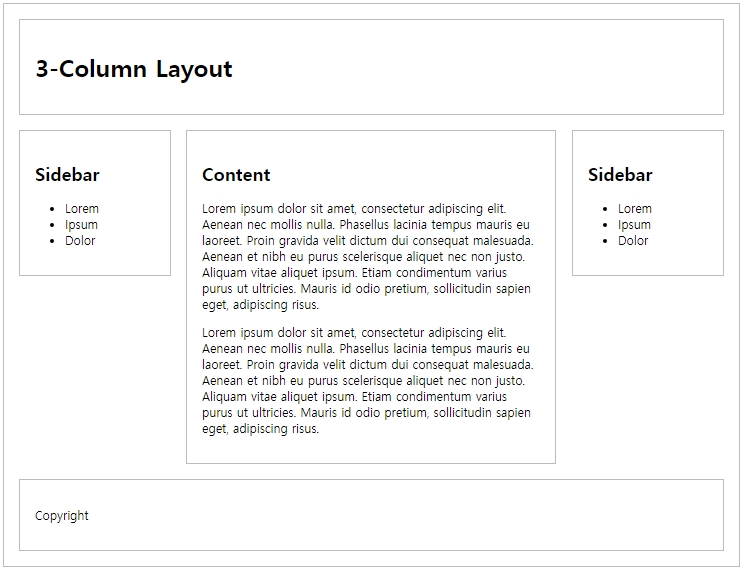 3-Column Layout
Sidebar
Lorem
Ipsum
Dolor
Content
Lorem ipsum dolor sit amet, consectetur adipiscing elit.
Aenean nec mollis nulla. Phasellus lacinia tempus mauris eu
laoreet. Proin gravida velit dictum dui consequat malesuada.
Aenean et nibh eu purus scelerisque aliquet nec non justo.
Aliquam vitae aliquet ipsum. Etiam condimentum varius
purus ut ultricies. Mauris id odio pretium, sollicitudin sapien
eget, adipiscing risus.
Lorem ipsum dolor sit amet, consectetur adipiscing elit.
Aenean nec mollis nulla. Phasellus lacinia tempus mauris eu
laoreet. Proin gravida velit dictum dui consequat malesuada.
Aenean et nibh eu purus scelerisque aliquet nec non justo.
Aliquam vitae aliquet ipsum. Etiam condimentum varius
purus ut ultricies. Mauris id odio pretium, sollicitudin sapien
eget, adipiscing risus.
Sidebar
Lorem
Ipsum
Dolor
Copyright